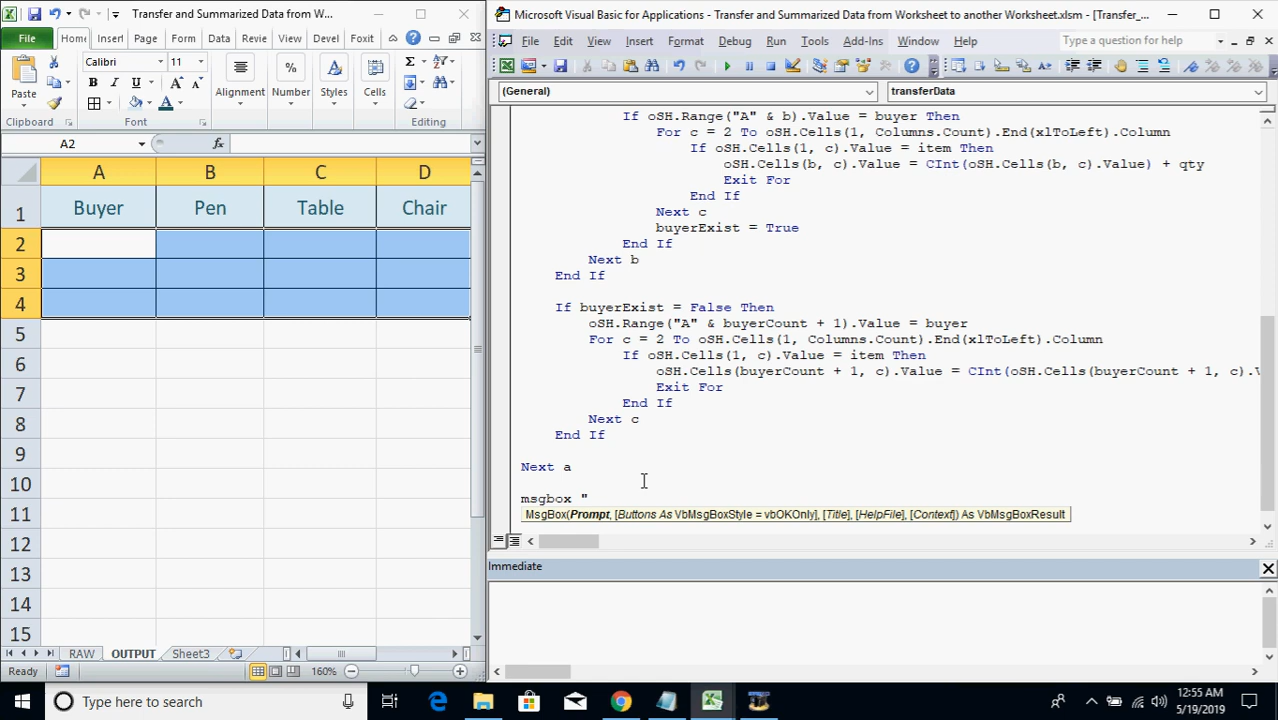 Transfer and Summarized Data from W...
File
Home
Insert
Page
Form
Data
Revie
View
Devel
Foxit
Paste
Calibri
11
B I U
Alignment
Number
Styles
Cells
Clipboard
Font
Editing
A2
fx
A B C D
1 Buyer Pen Table Chair
2
3
4
5
6
7
8
9
10
11
12
13
14
15
RAW
OUTPUT
Sheet3
Ready
160%
Microsoft Visual Basic for Applications - Transfer and Summarized Data from Worksheet to another Worksheet.xlsm - [Transfer_...
File Edit View Insert Format Debug Run Tools Add-Ins Window Help
Type a question for help
(General)
transferData
If oSH.Range("A" & b).Value = buyer Then
For c = 2 To oSH.Cells(1, Columns.Count).End(xlToLeft).Column
If oSH.Cells(1, c).Value = item Then
oSH.Cells(b, c).Value = CInt(oSH.Cells(b, c).Value) + qty
Exit For
End If
Next c
buyerExist = True
End If
Next b
End If
If buyerExist = False Then
oSH.Range("A" & buyerCount + 1).Value = buyer
For c = 2 To oSH.Cells(1, Columns.Count).End(xlToLeft).Column
If oSH.Cells(1, c).Value = item Then
oSH.Cells(buyerCount + 1, c).Value = CInt(oSH.Cells(buyerCount + 1, c).V
Exit For
End If
Next c
End If
Next a
msgbox "
MsgBox(Prompt, [Buttons As VbMsgBoxStyle = vbOKOnly], [Title], [HelpFile], [Context]) As VbMsgBoxResult
Immediate
Type here to search
12:55 AM
5/19/2019